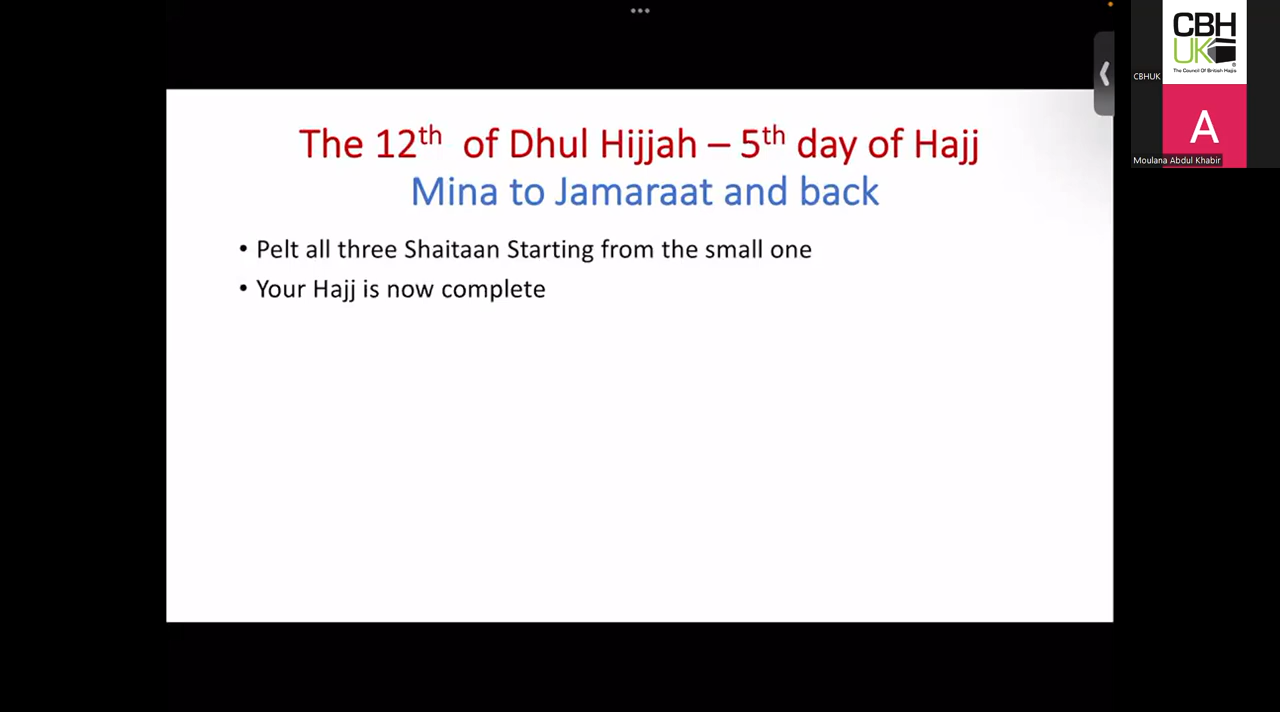 The 12th of Dhul Hijjah – 5th day of Hajj
Mina to Jamaraat and back
• Pelt all three Shaitaan Starting from the small one
• Your Hajj is now complete
CBH
UK
The Council Of British Hajjis
CBHUK
A
Moulana Abdul Khabir